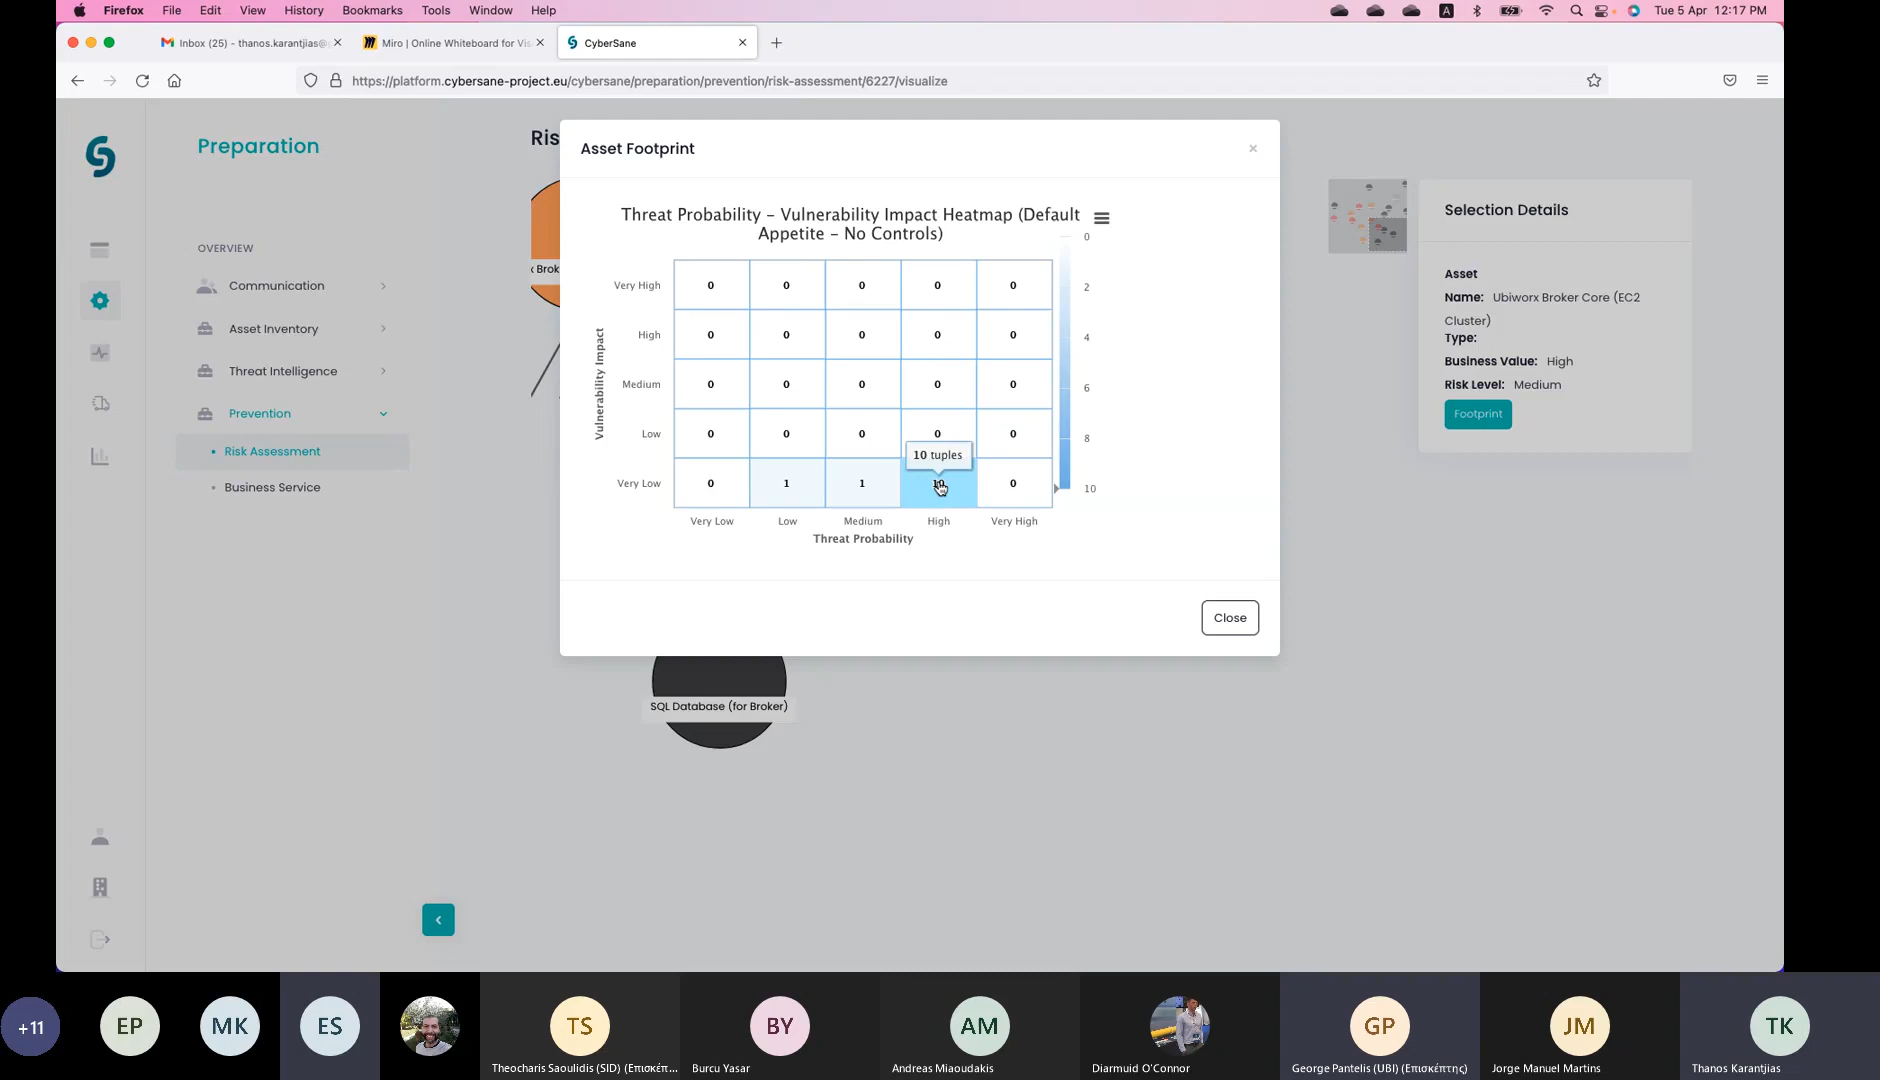 Firefox File Edit View History Bookmarks Tools Window Help
A
Tue 5 Apr 12:17 PM
Inbox (25) - thanos.karantjias@
Miro | Online Whiteboard for Vis
CyberSane
https://platform.cybersane-project.eu/cybersane/preparation/prevention/risk-assessment/6227/visualize
Preparation
OVERVIEW
Communication
Asset Inventory
Threat Intelligence
Prevention
Risk Assessment
Business Service
Ris
Brok
Asset Footprint
Threat Probability – Vulnerability Impact Heatmap (Default
Appetite – No Controls)
Vulnerability Impact
Very High 0 0 0 0 0
High 0 0 0 0 0
Medium 0 0 0 0 0
Low 0 0 0 0 0
10 tuples
Very Low 0 1 1 10 0
Very Low Low Medium High Very High
Threat Probability
0
2
4
6
8
10
Close
SQL Database (for Broker)
Selection Details
Asset
Name: Ubiworx Broker Core (EC2
Cluster)
Type:
Business Value: High
Risk Level: Medium
Footprint
+11
EP
MK
ES
TS
Theocharis Saoulidis (SID) (Επισκέπ...
BY
Burcu Yasar
AM
Andreas Miaoudakis
Diarmuid O'Connor
GP
George Pantelis (UBI) (Επισκέπτης)
JM
Jorge Manuel Martins
TK
Thanos Karantjias